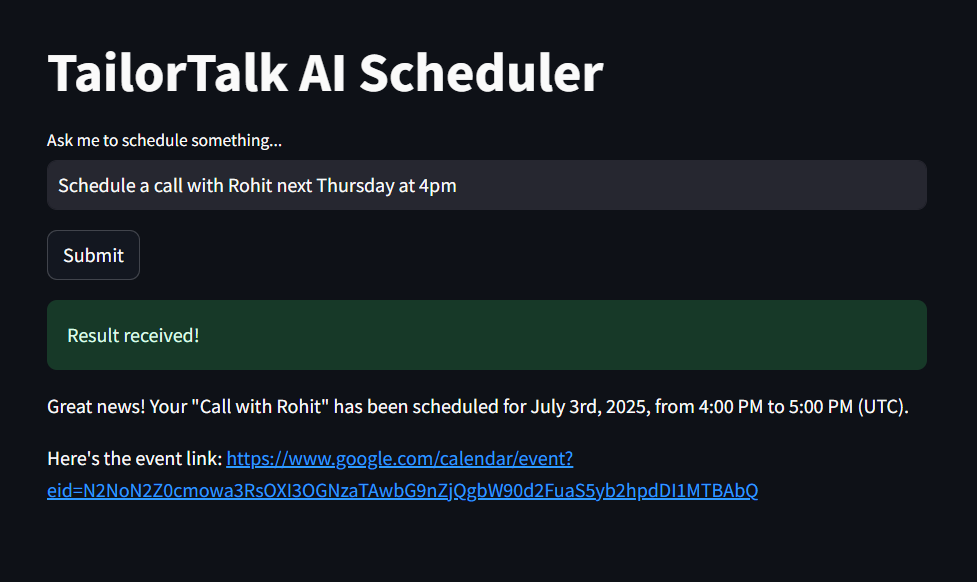 TailorTalk AI Scheduler
Ask me to schedule something...
Schedule a call with Rohit next Thursday at 4pm
Submit
Result received!
Great news! Your "Call with Rohit" has been scheduled for July 3rd, 2025, from 4:00 PM to 5:00 PM (UTC).
Here's the event link: https://www.google.com/calendar/event?
eid=N2NoN2Z0cmowa3RsOXI3OGNzaTAwbG9nZjQgbW90d2FuaS5yb2hpdDI1MTBAbQ